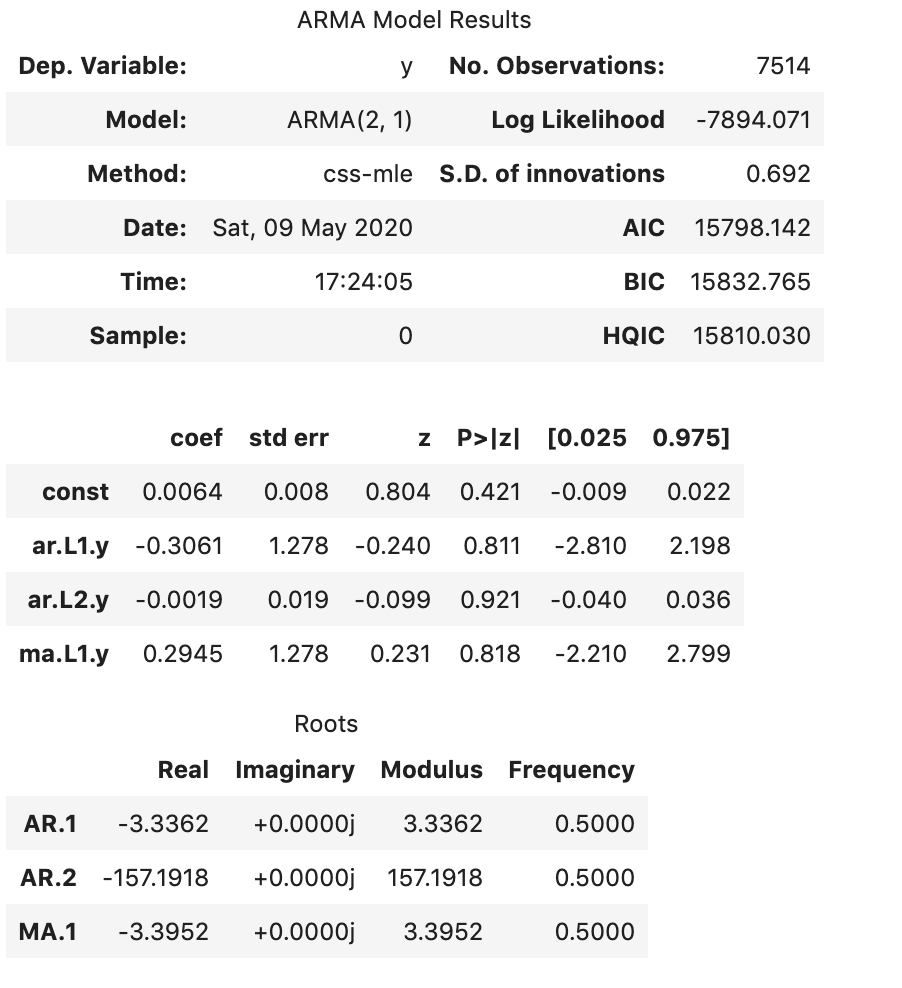 ARMA Model Results
Dep. Variable: y No. Observations: 7514
Model: ARMA(2, 1) Log Likelihood -7894.071
Method: css-mle S.D. of innovations 0.692
Date: Sat, 09 May 2020 AIC 15798.142
Time: 17:24:05 BIC 15832.765
Sample: 0 HQIC 15810.030
coef std err z P>|z| [0.025 0.975]
const 0.0064 0.008 0.804 0.421 -0.009 0.022
ar.L1.y -0.3061 1.278 -0.240 0.811 -2.810 2.198
ar.L2.y -0.0019 0.019 -0.099 0.921 -0.040 0.036
ma.L1.y 0.2945 1.278 0.231 0.818 -2.210 2.799
Roots
Real Imaginary Modulus Frequency
AR.1 -3.3362 +0.0000j 3.3362 0.5000
AR.2 -157.1918 +0.0000j 157.1918 0.5000
MA.1 -3.3952 +0.0000j 3.3952 0.5000